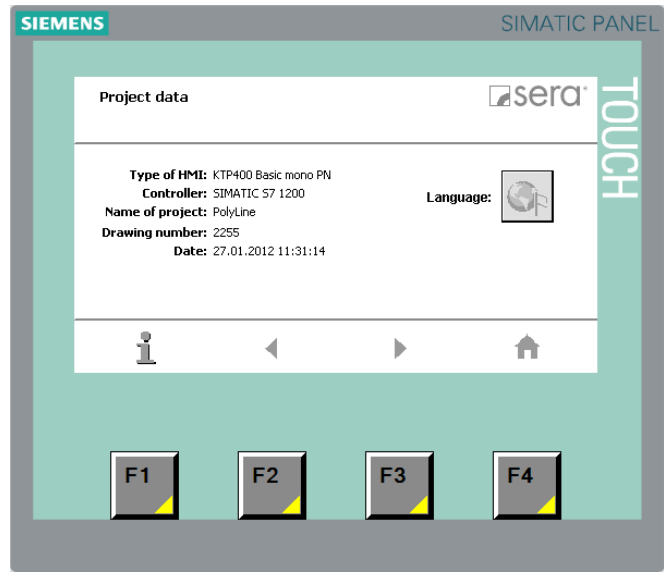 SIEMENS
SIMATIC PANEL
TOUCH
Project data
sera
Type of HMI: KTP400 Basic mono PN
Controller: SIMATIC S7 1200
Name of project: PolyLine
Drawing number: 2255
Date: 27.01.2012 11:31:14
Language:
F1
F2
F3
F4